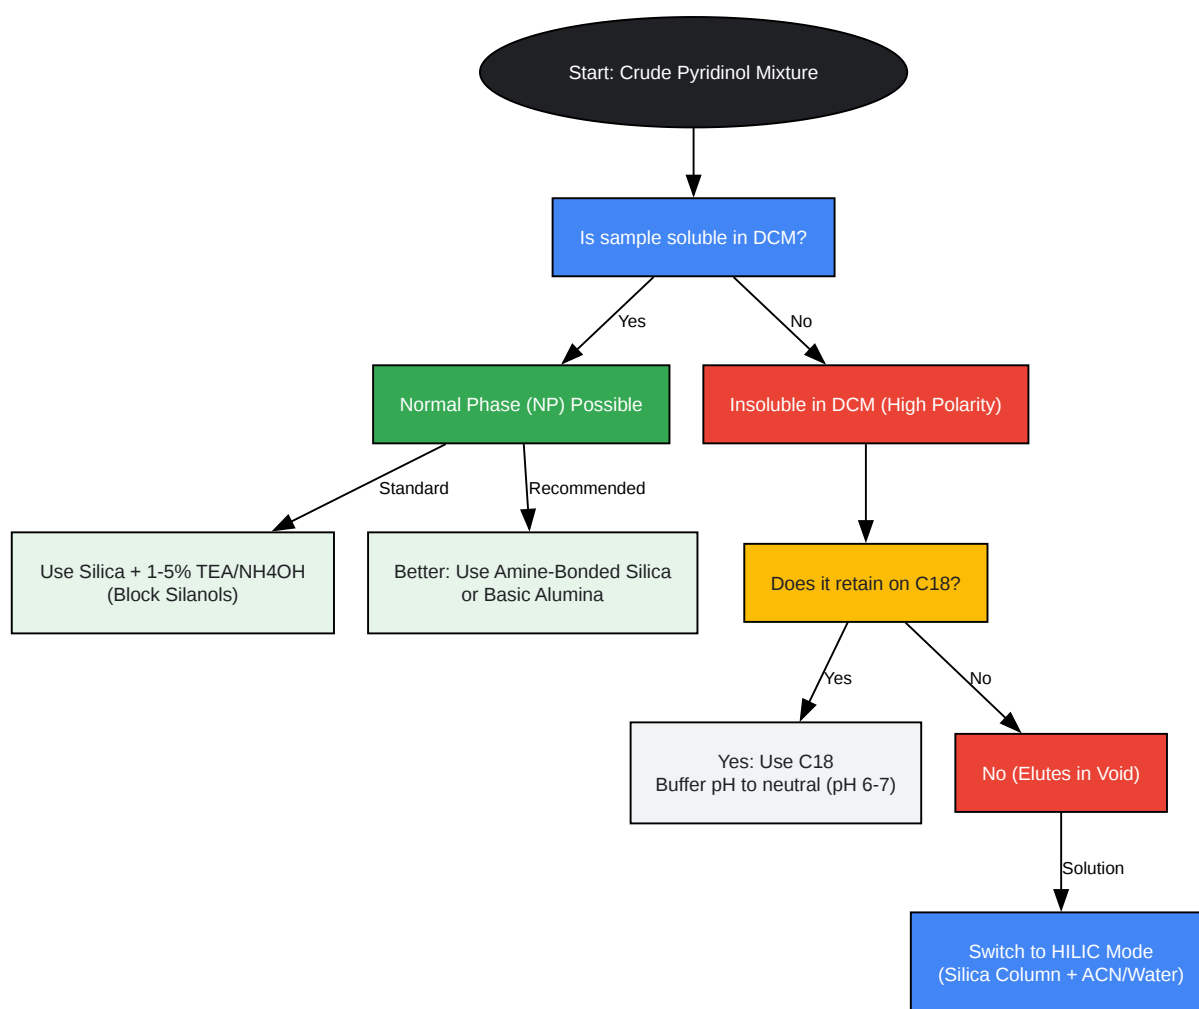 Start: Crude Pyridinol Mixture
Is sample soluble in DCM?
Yes
No
Normal Phase (NP) Possible
Insoluble in DCM (High Polarity)
Standard
Recommended
Use Silica + 1-5% TEA/NH4OH
(Block Silanols)
Better: Use Amine-Bonded Silica
or Basic Alumina
Does it retain on C18?
Yes
No
Yes: Use C18
Buffer pH to neutral (pH 6-7)
No (Elutes in Void)
Solution
Switch to HILIC Mode
(Silica Column + ACN/Water)